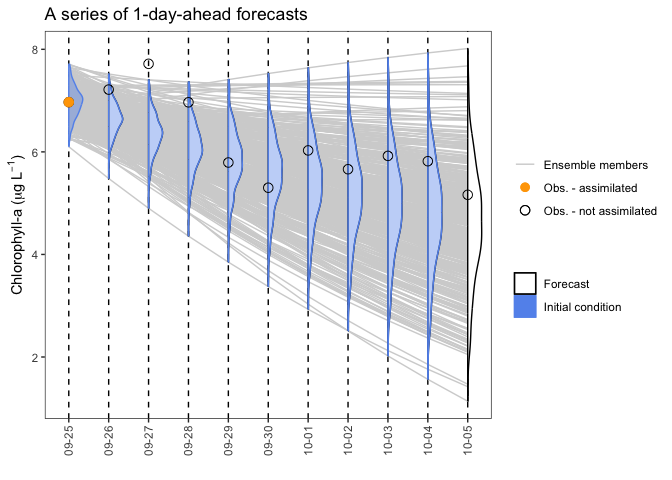 A series of 1-day-ahead forecasts
Chlorophyll-a (μg L⁻¹)
8
6
4
2
09-25
09-26
09-27
09-28
09-29
09-30
10-01
10-02
10-03
10-04
10-05
Ensemble members
Obs. - assimilated
Obs. - not assimilated
Forecast
Initial condition